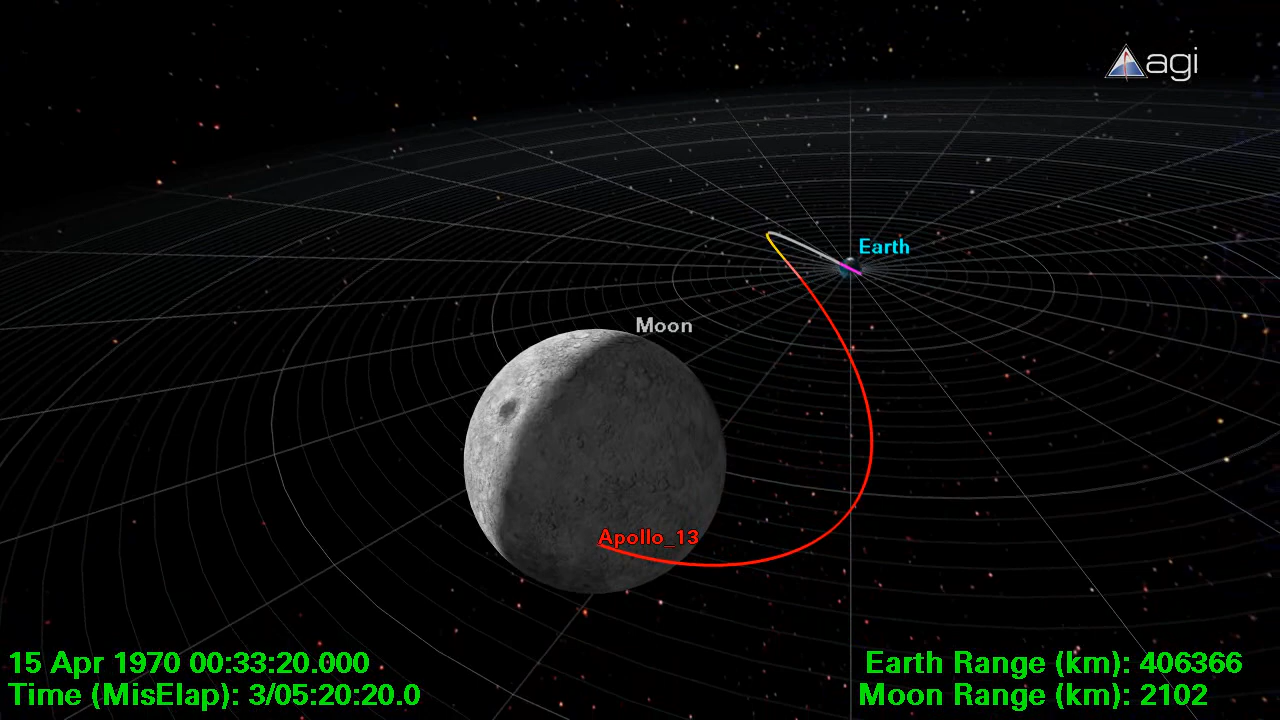 agi
Earth
Moon
Apollo_13
15 Apr 1970 00:33:20.000
Time (MisElap): 3/05:20:20.0
Earth Range (km): 406366
Moon Range (km): 2102